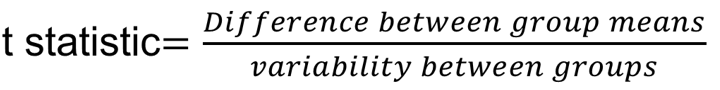 t statistic= Difference between group means
variability between groups